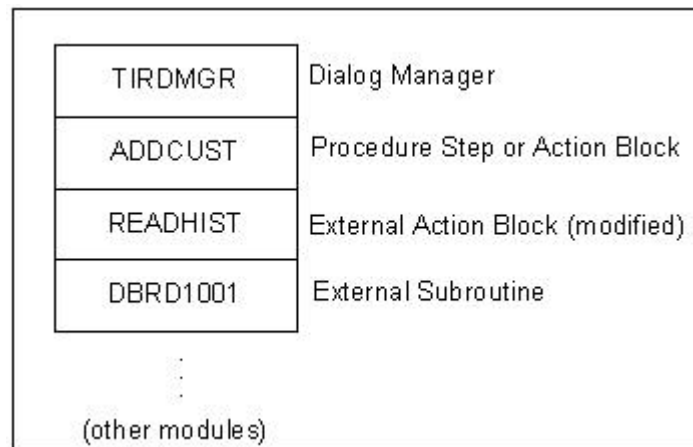 TIRDMGR Dialog Manager
ADDCUST Procedure Step or Action Block
READHIST External Action Block (modified)
DBRD1001 External Subroutine
(other modules)